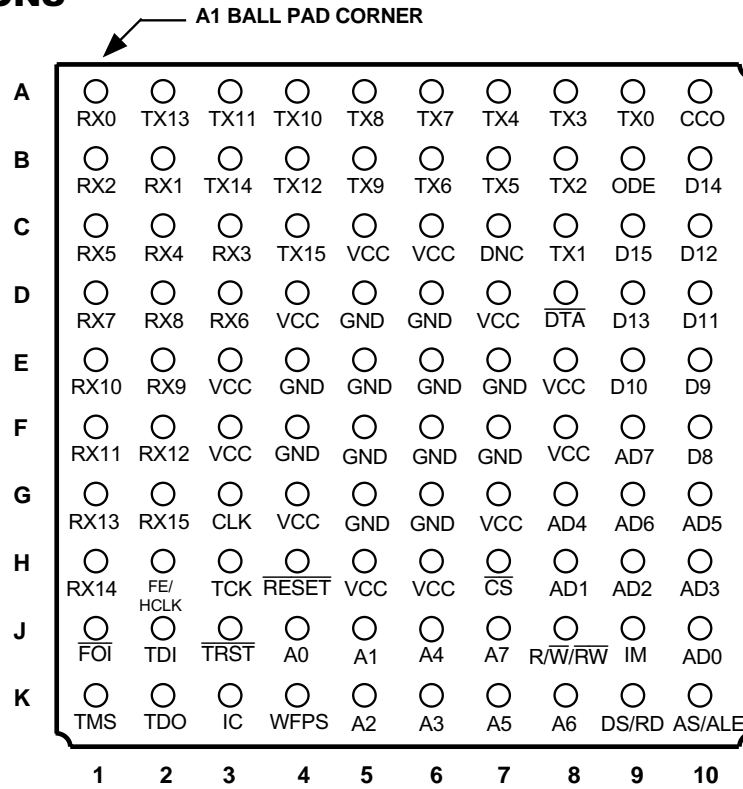 A1 BALL PAD CORNER
A
RX0 TX13 TX11 TX10 TX8 TX7 TX4 TX3 TX0 CCO
B
RX2 RX1 TX14 TX12 TX9 TX6 TX5 TX2 ODE D14
C
RX5 RX4 RX3 TX15 VCC VCC DNC TX1 D15 D12
D
RX7 RX8 RX6 VCC GND GND VCC DTA D13 D11
E
RX10 RX9 VCC GND GND GND GND VCC D10 D9
F
RX11 RX12 VCC GND GND GND GND VCC AD7 D8
G
RX13 RX15 CLK VCC GND GND VCC AD4 AD6 AD5
H
RX14 FE/HCLK TCK RESET VCC VCC CS AD1 AD2 AD3
J
FOI TDI TRST A0 A1 A4 A7 R/W/RW IM AD0
K
TMS TDO IC WFPS A2 A3 A5 A6 DS/RD AS/ALE
1 2 3 4 5 6 7 8 9 10